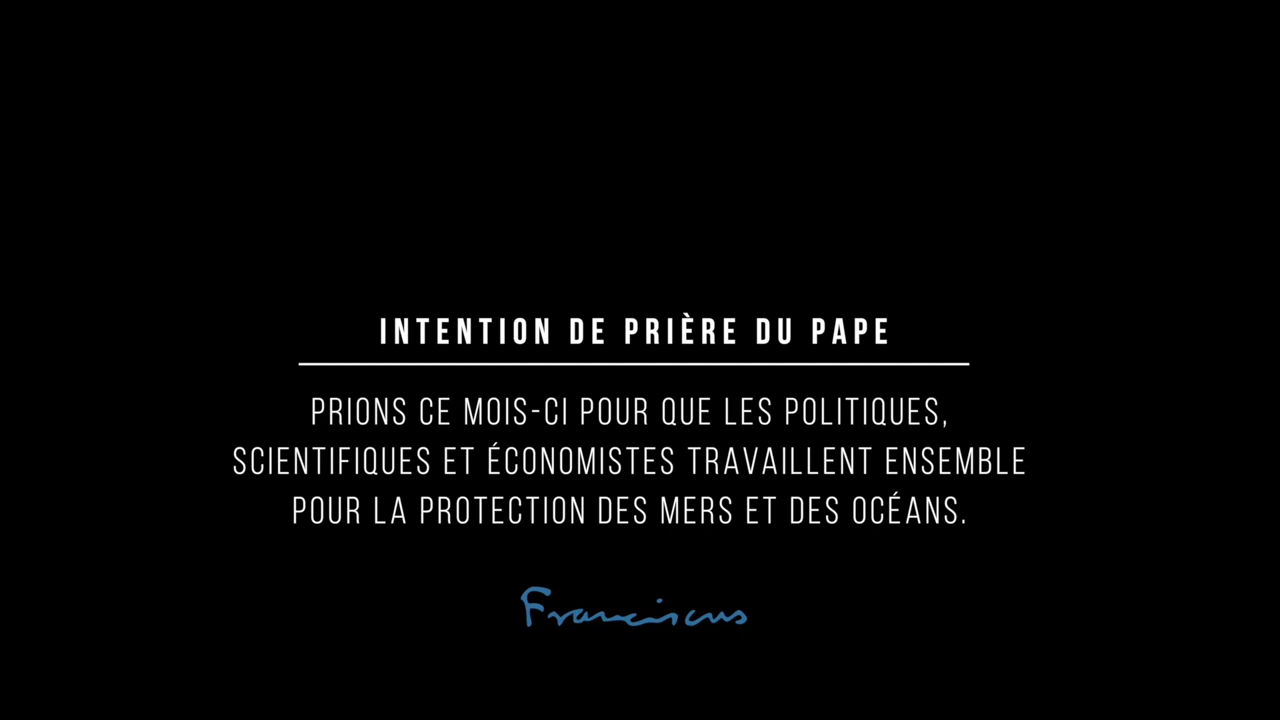 INTENTION DE PRIÈRE DU PAPE
PRIONS CE MOIS-CI POUR QUE LES POLITIQUES,
SCIENTIFIQUES ET ÉCONOMISTES TRAVAILLENT ENSEMBLE
POUR LA PROTECTION DES MERS ET DES OCÉANS.
Franciscus